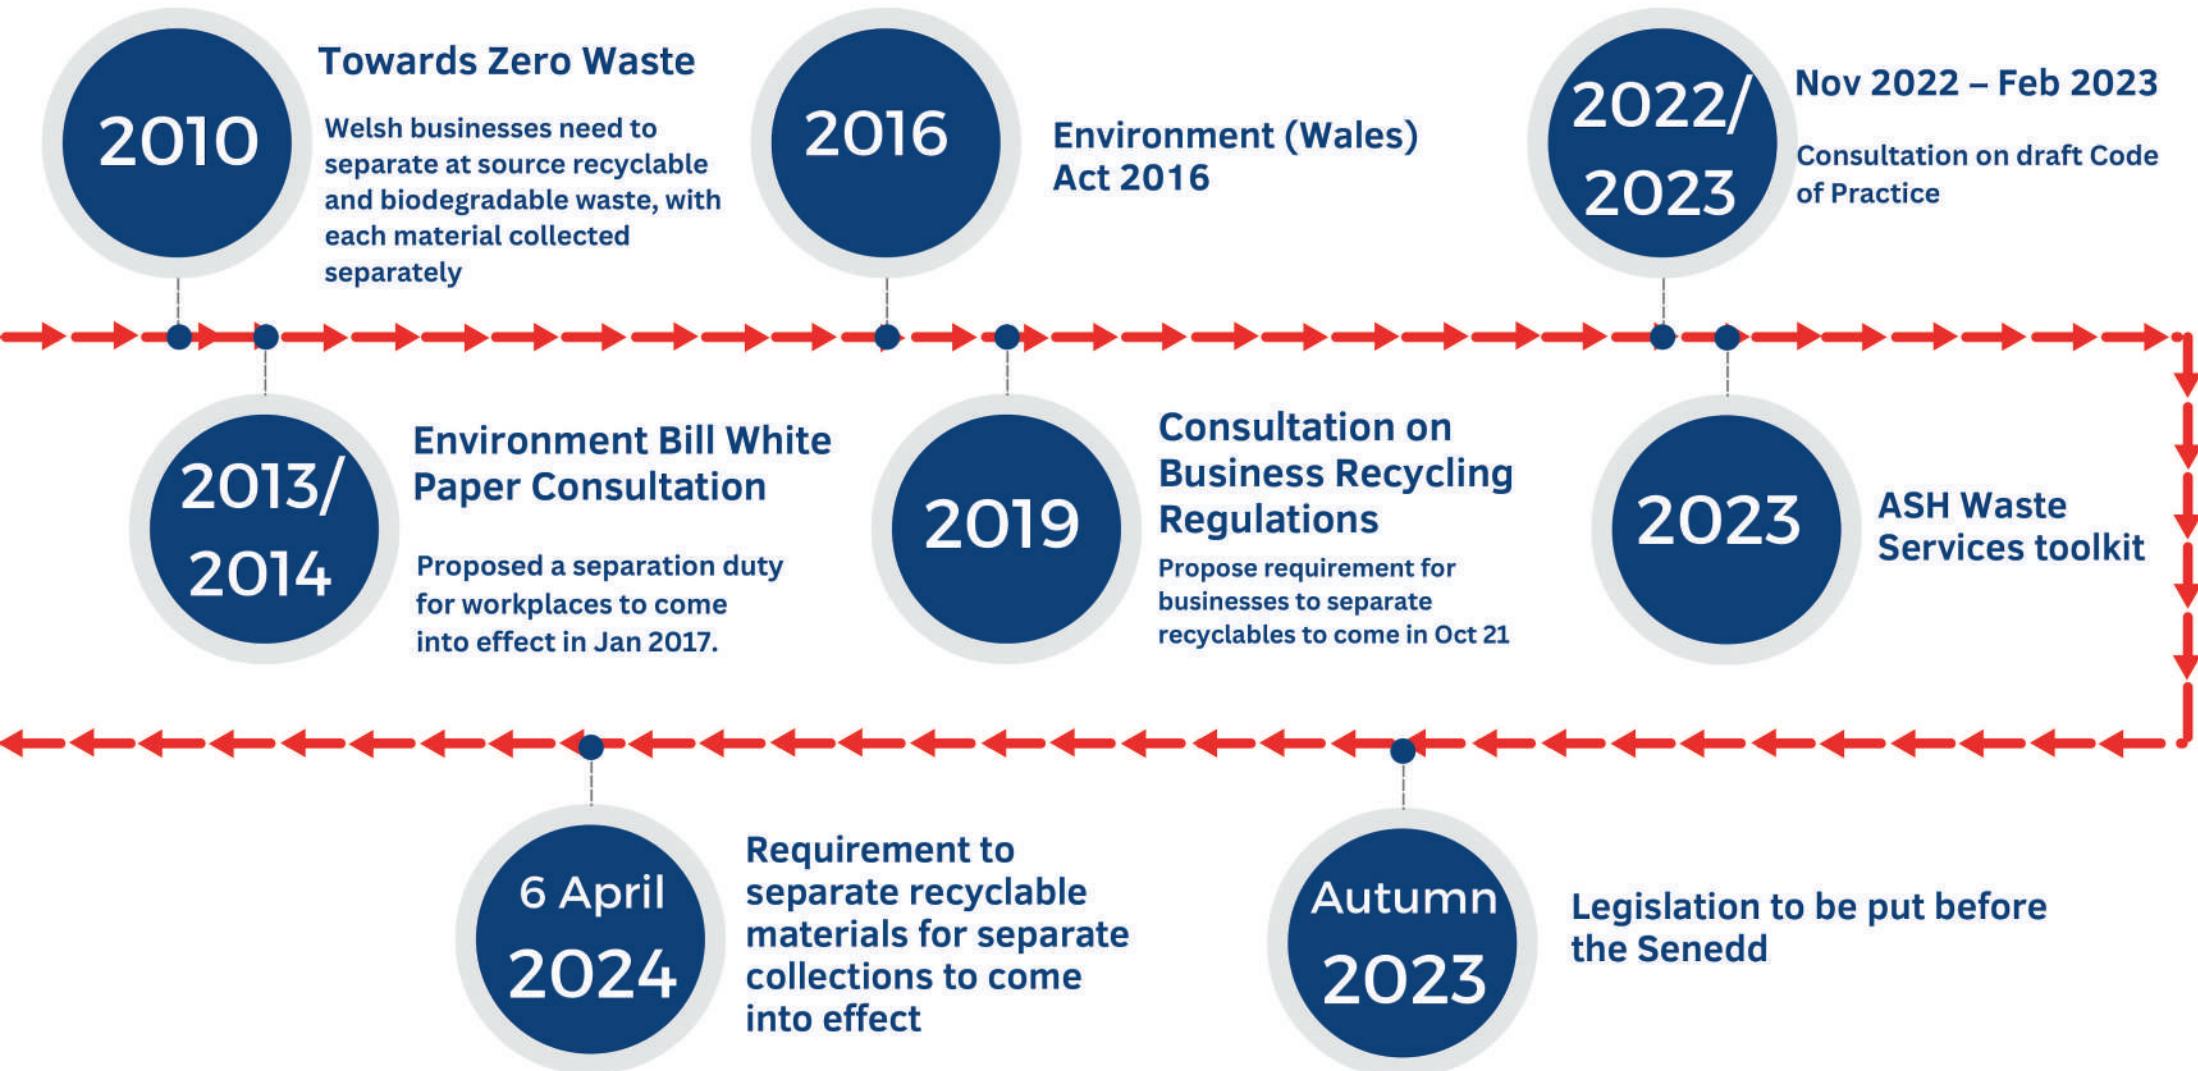 2010
Towards Zero Waste
Welsh businesses need to
separate at source recyclable
and biodegradable waste, with
each material collected
separately
2013/
2014
Environment Bill White
Paper Consultation
Proposed a separation duty
for workplaces to come
into effect in Jan 2017.
2016
Environment (Wales)
Act 2016
2019
Consultation on
Business Recycling
Regulations
Propose requirement for
businesses to separate
recyclables to come in Oct 21
2022/
2023
Nov 2022 – Feb 2023
Consultation on draft Code
of Practice
2023
ASH Waste
Services toolkit
Autumn
2023
Legislation to be put before
the Senedd
6 April
2024
Requirement to
separate recyclable
materials for separate
collections to come
into effect